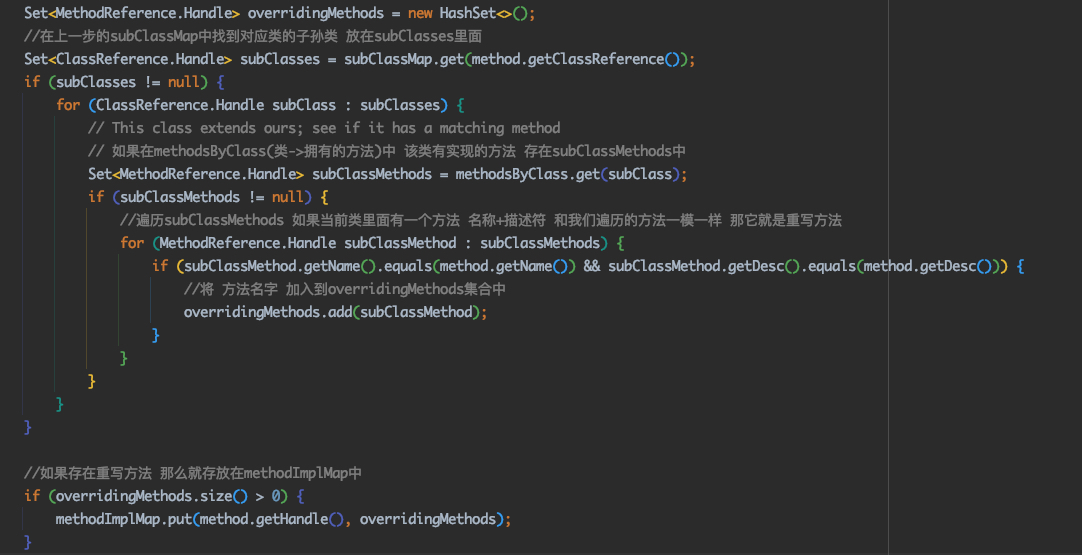 Set<MethodReference.Handle> overridingMethods = new HashSet<>();
//在上一步的subClassMap中找到对应类的子孙类 放在subClasses里面
Set<ClassReference.Handle> subClasses = subClassMap.get(method.getClassReference());
if (subClasses != null) {
    for (ClassReference.Handle subClass : subClasses) {
        // This class extends ours; see if it has a matching method
        // 如果在methodsByClass(类->拥有的方法)中 该类有实现的方法 存在subClassMethods中
        Set<MethodReference.Handle> subClassMethods = methodsByClass.get(subClass);
        if (subClassMethods != null) {
            //遍历subClassMethods 如果当前类里面有一个方法 名称+描述符 和我们遍历的方法一模一样 那它就是重写方法
            for (MethodReference.Handle subClassMethod : subClassMethods) {
                if (subClassMethod.getName().equals(method.getName()) && subClassMethod.getDesc().equals(method.getDesc())) {
                    //将 方法名字 加入到overridingMethods集合中
                    overridingMethods.add(subClassMethod);
                }
            }
        }
    }
}
//如果存在重写方法 那么就存放在methodImplMap中
if (overridingMethods.size() > 0) {
    methodImplMap.put(method.getHandle(), overridingMethods);
}